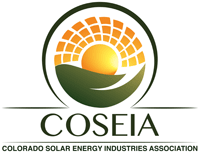 COSEIA
COLORADO SOLAR ENERGY INDUSTRIES ASSOCIATION